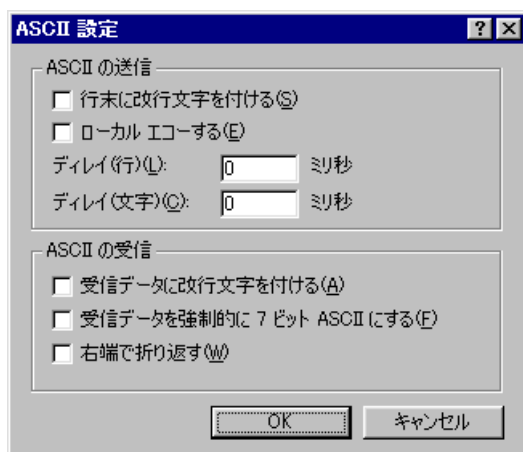 ASCII 設定
ASCII の送信
行末に改行文字を付ける(S)
ローカル エコーする(E)
ディレイ(行)(L): 0 ミリ秒
ディレイ(文字)(C): 0 ミリ秒
ASCII の受信
受信データに改行文字を付ける(A)
受信データを強制的に 7 ビット ASCII にする(F)
右端で折り返す(W)
OK キャンセル